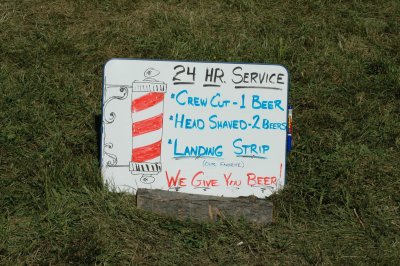 24 HR. SERVICE
*CREW CUT - 1 BEER
*HEAD SHAVED - 2 BEERS
*LANDING STRIP
(OUR FAVORITE)
WE GIVE YOU BEER!